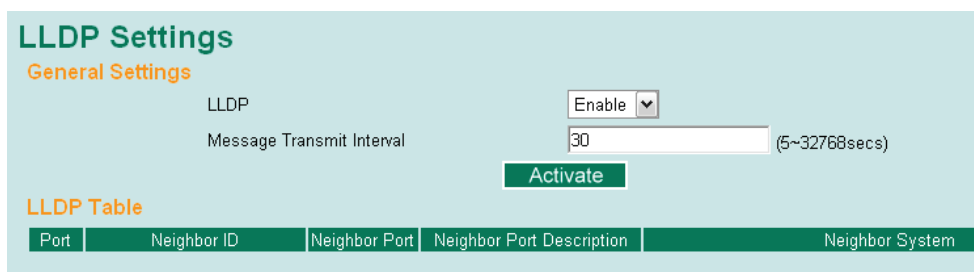 LLDP Settings
General Settings
LLDP Enable
Message Transmit Interval 30 (5~32768secs)
Activate
LLDP Table
Port Neighbor ID Neighbor Port Neighbor Port Description Neighbor System